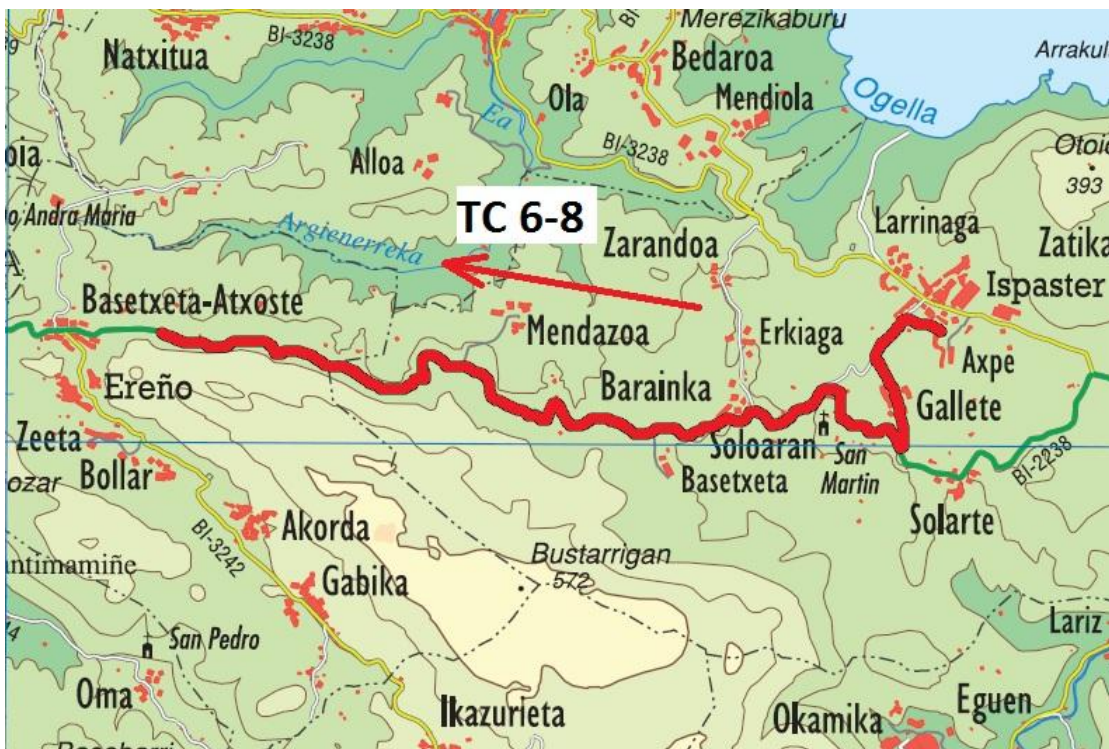 Natxitua
BI-3238
Merezikaburu
Bedaroa
Arrakul
Ola
Mendiola
Ogella
Ea
BI-3238
Alloa
Otoio
393
oia
Andra Maria
TC 6-8
Larrinaga
Argienerreka
Zarandoa
Zatika
Ispaster
Basetxeta-Atxoste
Mendazoa
Erkiaga
Axpe
Ereño
Barainka
Gallete
Zeeta
Soloaran
San
Martin
BI-2238
Bollar
Basetxeta
ozar
Solarte
Akorda
BI-3242
Bustarrigan
572
antimamiñe
Gabika
San Pedro
Lariz
Oma
Ikazurieta
Okamika
Eguen